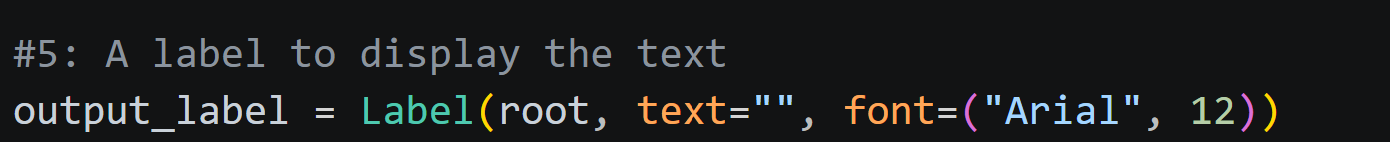 #5: A label to display the text
output_label = Label(root, text="", font=("Arial", 12))